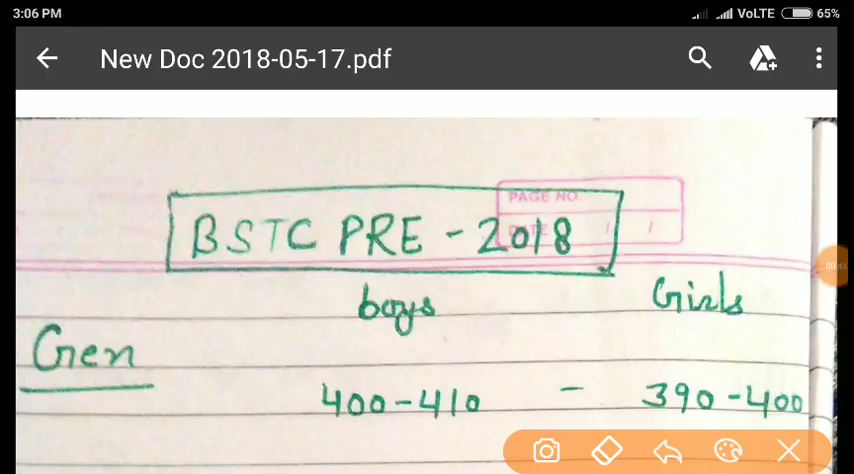 3:06 PM VoLTE 65%
New Doc 2018-05-17.pdf
PAGE NO.
BSTC PRE - 2018
DATE / /
boys Girls
Gen
400-410 - 390-400